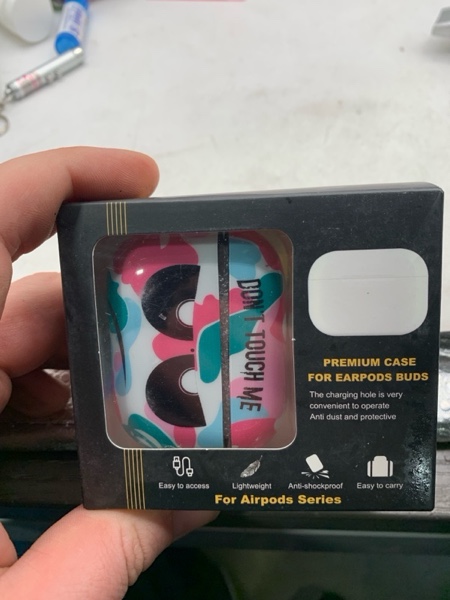 DON'T TOUCH ME
PREMIUM CASE
FOR EARPODS BUDS
The charging hole is very
convenient to operate
Anti dust and protective
Easy to access
Lightweight
Anti-shockproof
Easy to carry
For Airpods Series